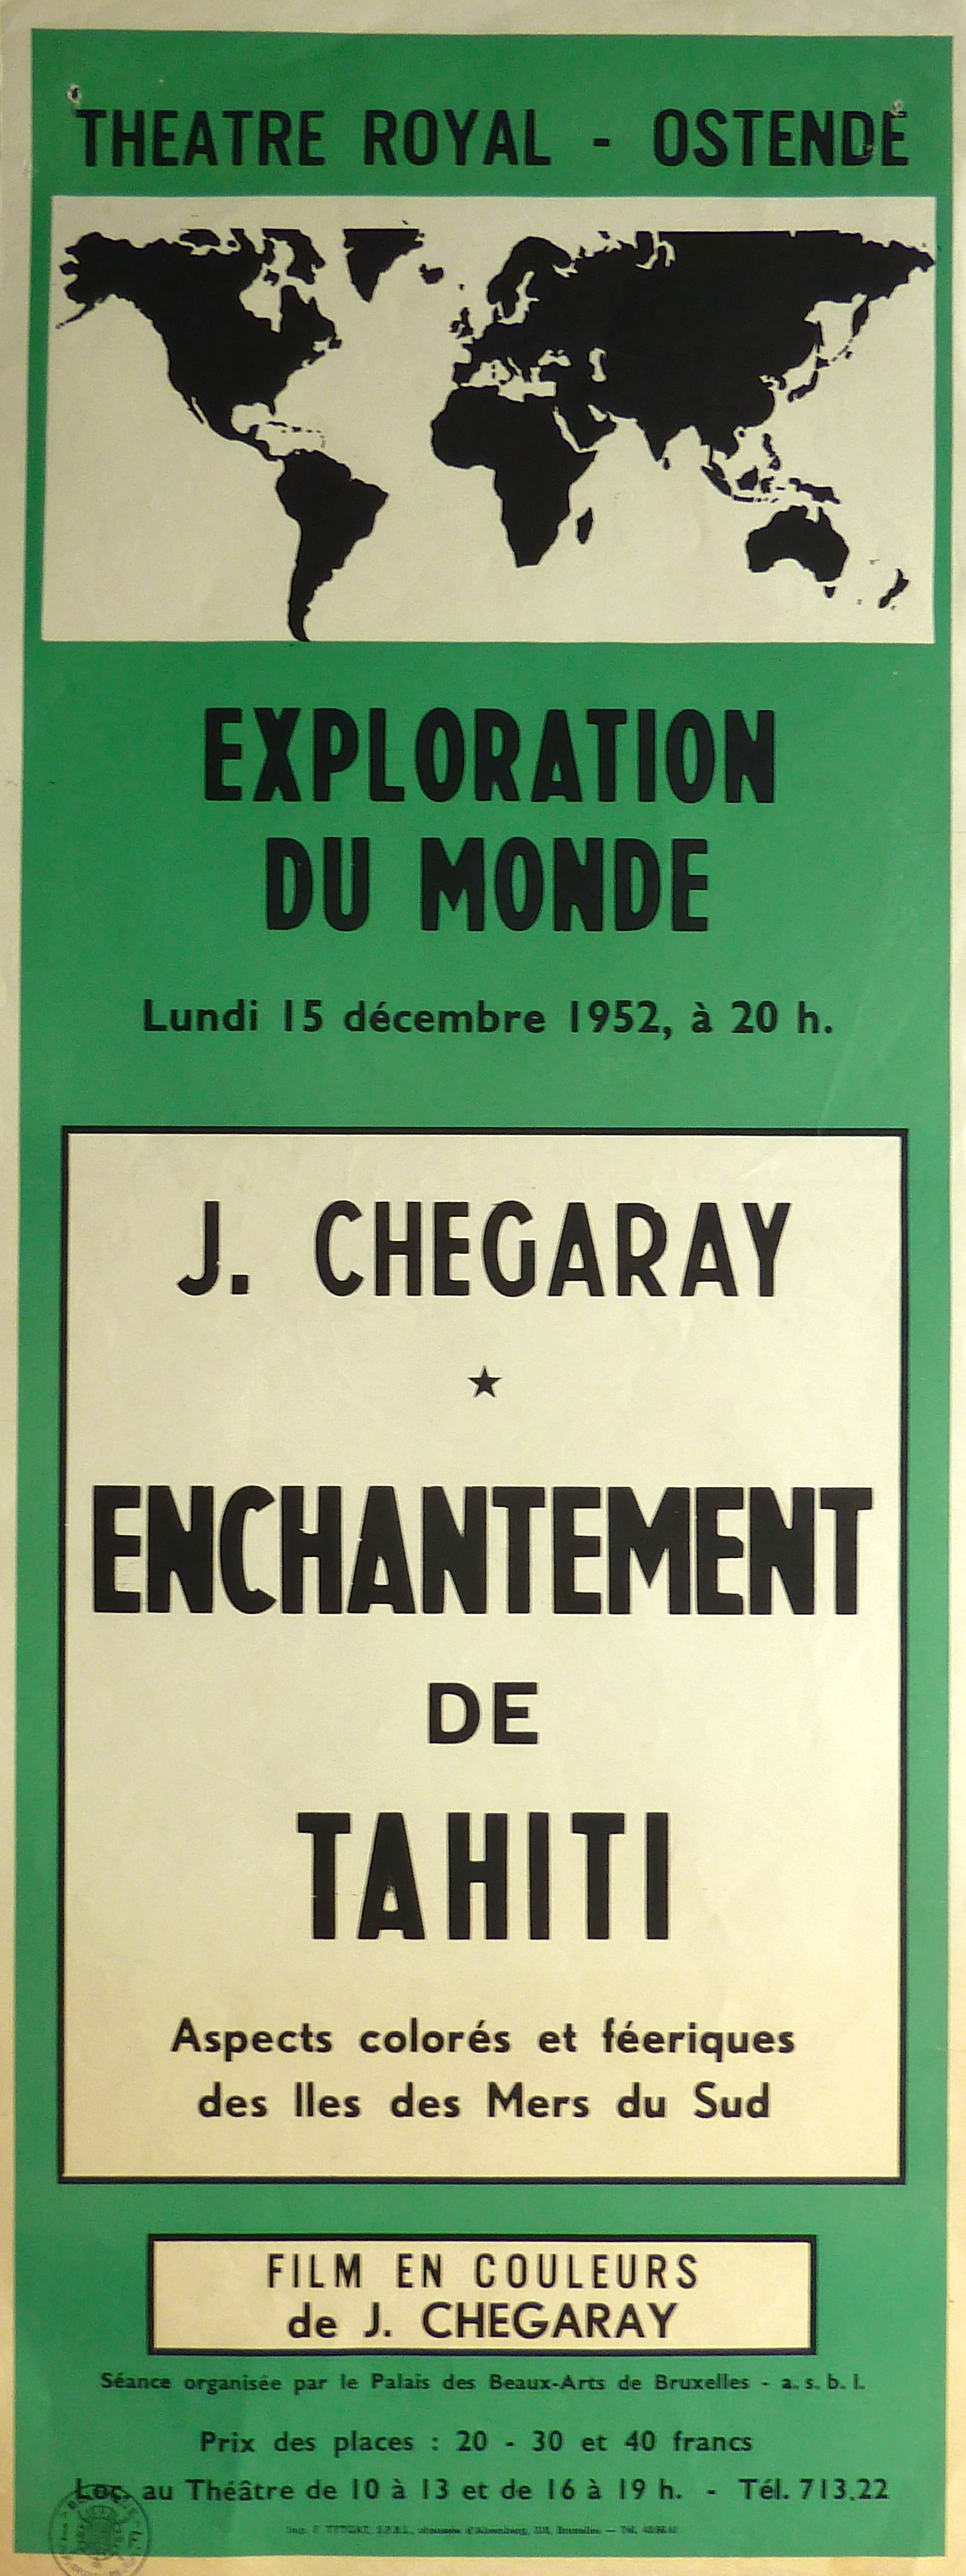 THEATRE ROYAL - OSTENDE
EXPLORATION
DU MONDE
Lundi 15 décembre 1952, à 20 h.
J. CHEGARAY
★
ENCHANTEMENT
DE
TAHITI
Aspects colorés et féeriques
des Iles des Mers du Sud
FILM EN COULEURS
de J. CHEGARAY
Séance organisée par le Palais des Beaux-Arts de Bruxelles - a. s. b. l.
Prix des places : 20 - 30 et 40 francs
Loc. au Théâtre de 10 à 13 et de 16 à 19 h. - Tél. 713.22